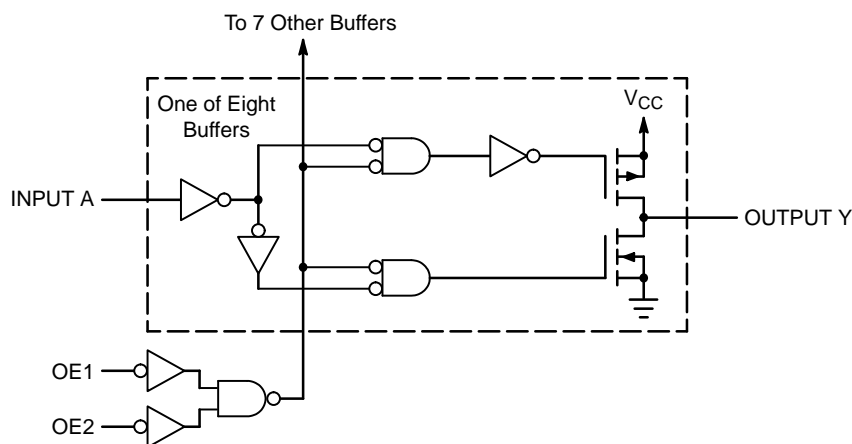 To 7 Other Buffers
One of Eight
Buffers
VCC
INPUT A
OUTPUT Y
OE1
OE2